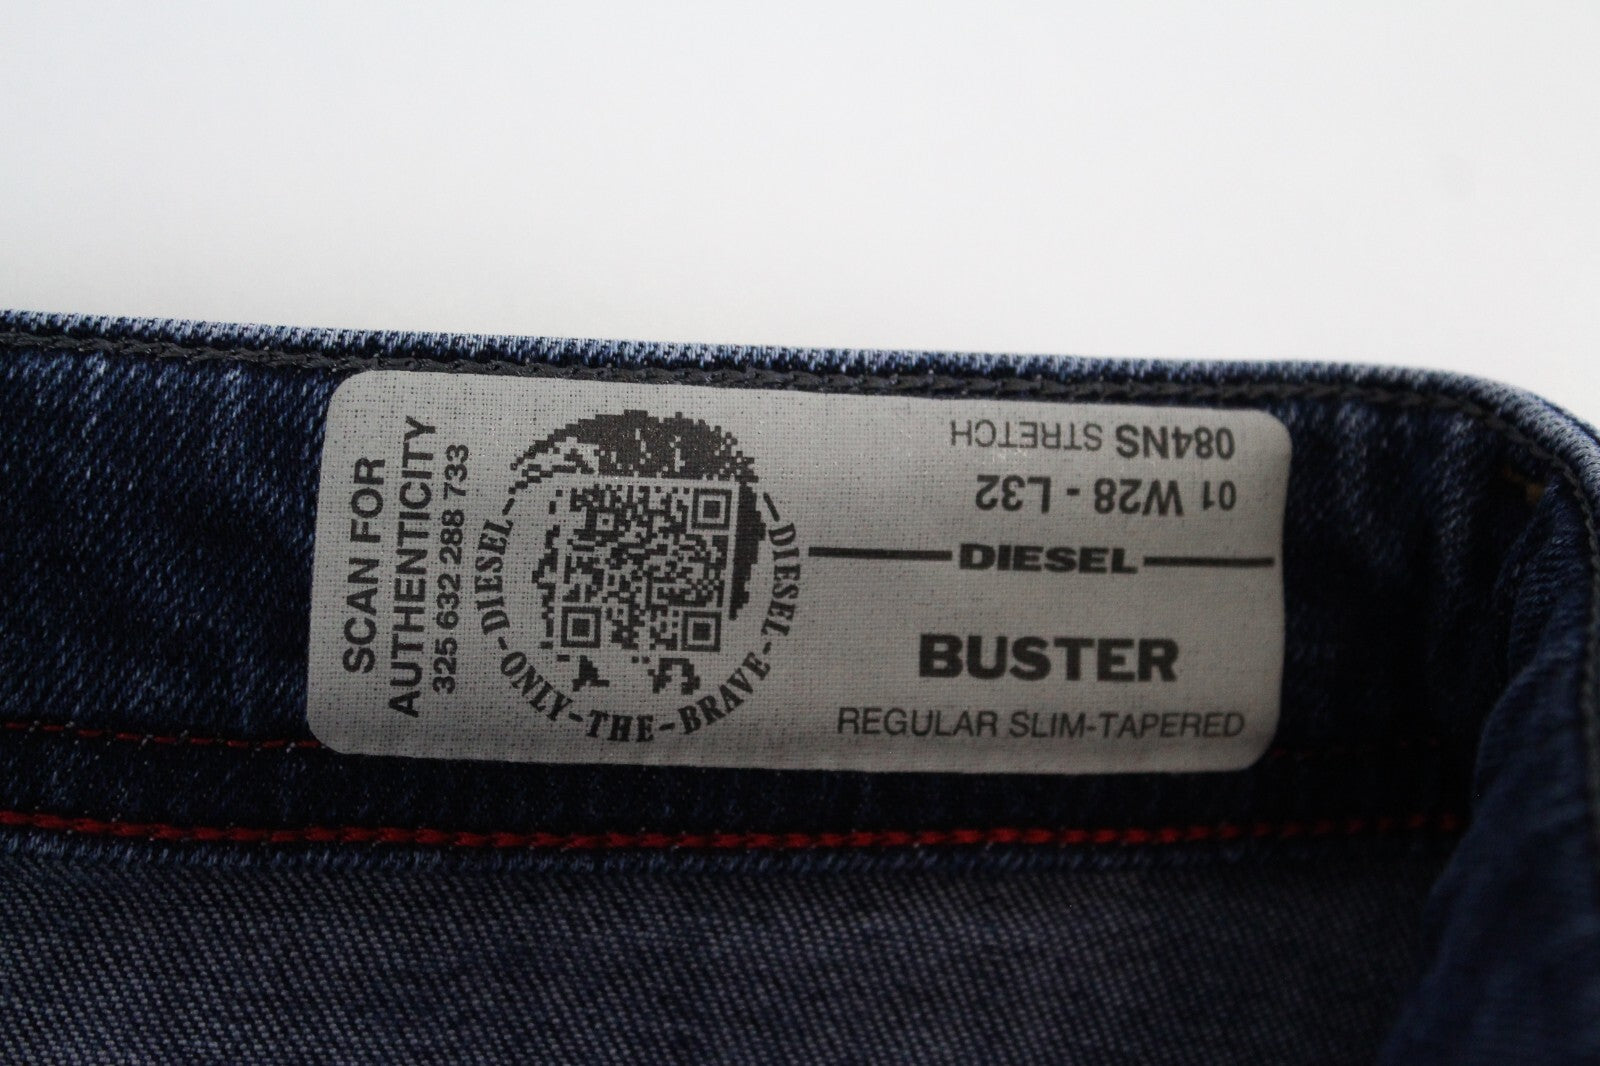 SCAN FOR
AUTHENTICITY
325 632 288 733
DIESEL-ONLY-THE-BRAVE-DIESEL
084NS STRETCH
01 W28 - L32
DIESEL
BUSTER
REGULAR SLIM-TAPERED